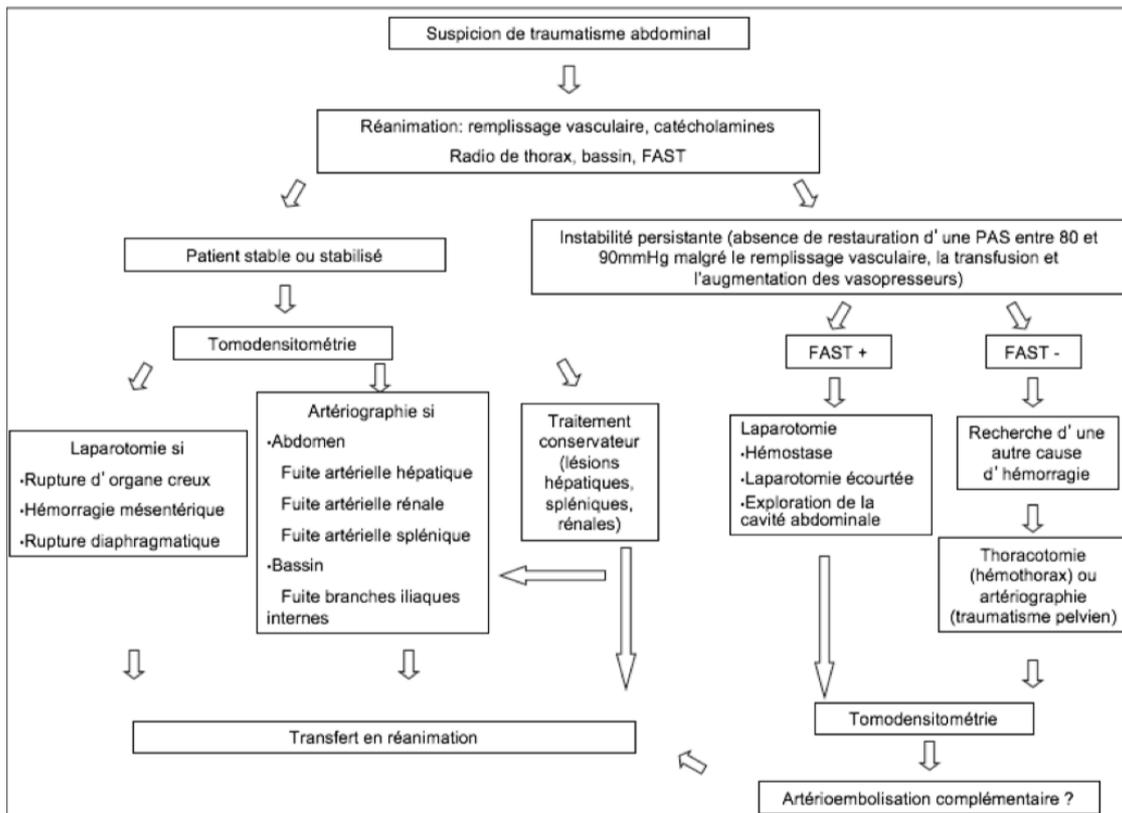 Suspicion de traumatisme abdominal
Réanimation: remplissage vasculaire, catécholamines
Radio de thorax, bassin, FAST
Patient stable ou stabilisé
Instabilité persistante (absence de restauration d' une PAS entre 80 et
90mmHg malgré le remplissage vasculaire, la transfusion et
l'augmentation des vasopresseurs)
Tomodensitométrie
FAST +
FAST -
Laparotomie si
·Rupture d' organe creux
·Hémorragie mésentérique
·Rupture diaphragmatique
Artériographie si
·Abdomen
Fuite artérielle hépatique
Fuite artérielle rénale
Fuite artérielle splénique
·Bassin
Fuite branches iliaques
internes
Traitement
conservateur
(lésions
hépatiques,
spléniques,
rénales)
Laparotomie
·Hémostase
·Laparotomie écourtée
·Exploration de la
cavité abdominale
Recherche d' une
autre cause
d' hémorragie
Thoracotomie
(hémothorax) ou
artériographie
(traumatisme pelvien)
Tomodensitométrie
Transfert en réanimation
Artérioembolisation complémentaire ?